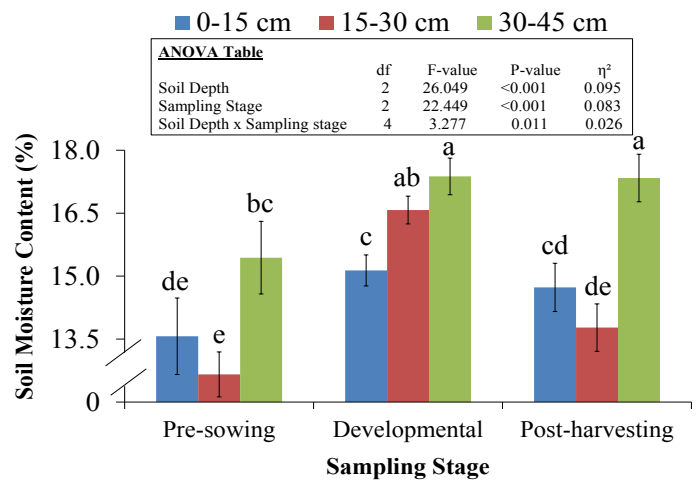 0-15 cm 15-30 cm 30-45 cm
ANOVA Table
df F-value P-value η²
Soil Depth 2 26.049 <0.001 0.095
Sampling Stage 2 22.449 <0.001 0.083
Soil Depth x Sampling stage 4 3.277 0.011 0.026
Soil Moisture Content (%)
18.0
16.5
15.0
13.5
0
de e bc c ab a cd de a
Pre-sowing Developmental Post-harvesting
Sampling Stage